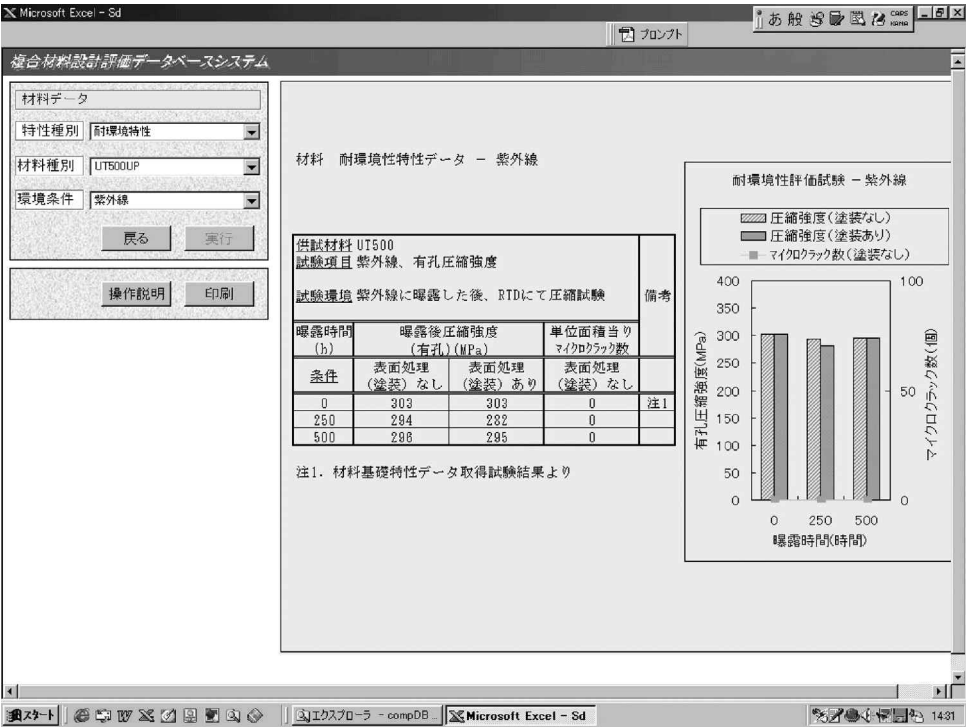 Microsoft Excel - Sd
あ 般
CAPS
KANA
プロンプト
複合材料設計評価データベースシステム
材料データ
特性種別 耐環境特性
材料種別 UT500UP
環境条件 紫外線
戻る 実行
操作説明 印刷
材料 耐環境性特性データ － 紫外線
供試材料 UT500
試験項目 紫外線、有孔圧縮強度
試験環境 紫外線に曝露した後、RTDにて圧縮試験
備考
曝露時間 曝露後圧縮強度 単位面積当り
(h) (有孔)(MPa) マイクロクラック数
条件 表面処理 表面処理 表面処理
(塗装) なし (塗装) あり (塗装) なし
0 303 303 0 注1
250 294 282 0
500 296 295 0
注1. 材料基礎特性データ取得試験結果より
耐環境性評価試験 － 紫外線
圧縮強度(塗装なし)
圧縮強度(塗装あり)
マイクロクラック数(塗装なし)
有孔圧縮強度(MPa)
400
350
300
250
200
150
100
50
0
100
50
0
マイクロクラック数(個)
0 250 500
曝露時間(時間)
スタート
エクスプローラ - compDB...
Microsoft Excel - Sd
14:31